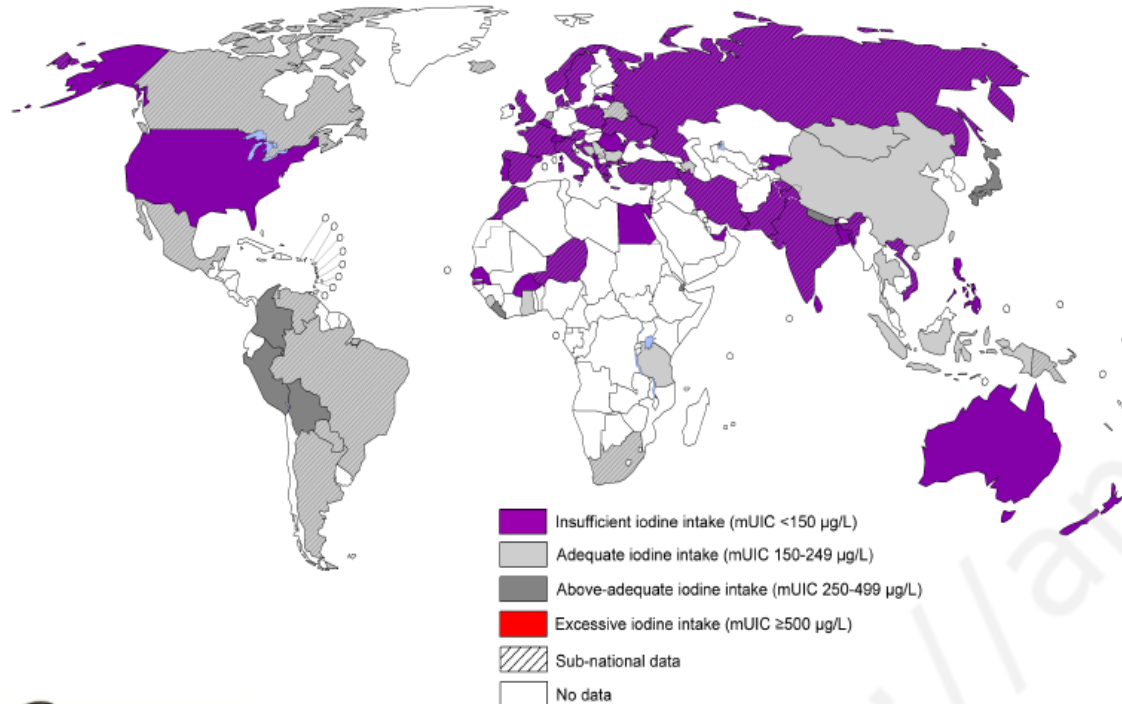 Insufficient iodine intake (mUIC <150 µg/L)
Adequate iodine intake (mUIC 150-249 µg/L)
Above-adequate iodine intake (mUIC 250-499 µg/L)
Excessive iodine intake (mUIC ≥500 µg/L)
Sub-national data
No data